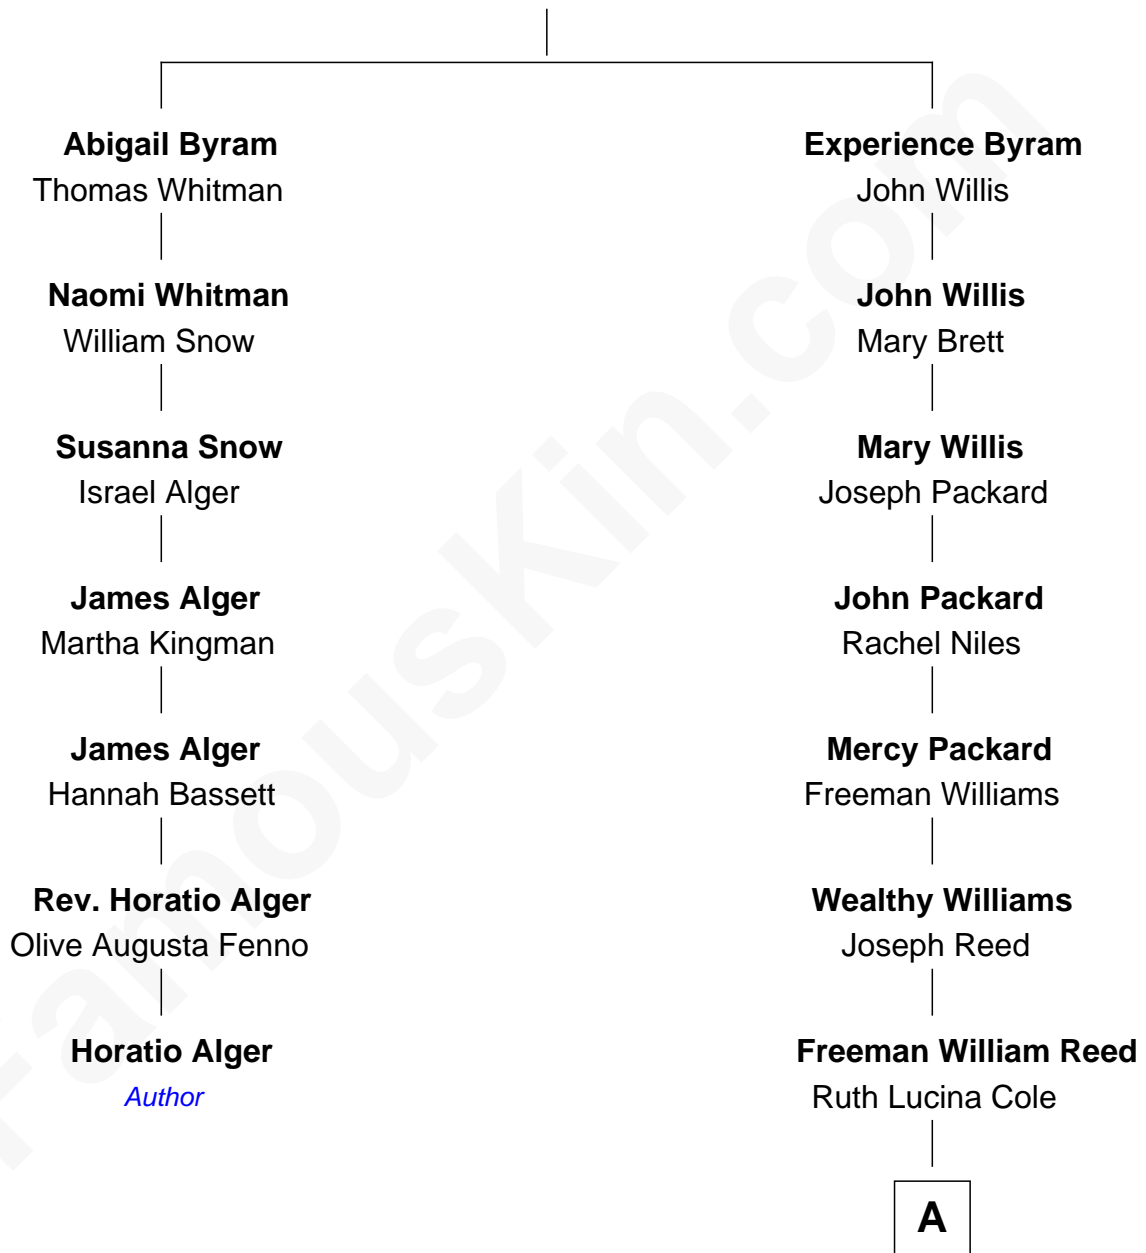 Abigail Byram
Thomas Whitman
Naomi Whitman
William Snow
Susanna Snow
Israel Alger
James Alger
Martha Kingman
James Alger
Hannah Bassett
Rev. Horatio Alger
Olive Augusta Fenno
Horatio Alger
Author
Experience Byram
John Willis
John Willis
Mary Brett
Mary Willis
Joseph Packard
John Packard
Rachel Niles
Mercy Packard
Freeman Williams
Wealthy Williams
Joseph Reed
Freeman William Reed
Ruth Lucina Cole
A
FamousKin.com